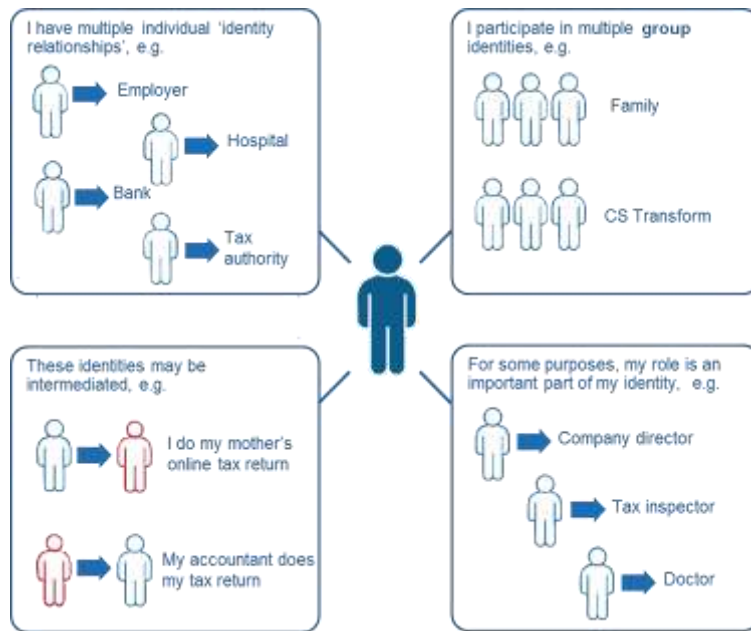 I have multiple individual 'identity
relationships', e.g.
Employer
Hospital
Bank
Tax
authority
I participate in multiple group
identities, e.g.
Family
CS Transform
These identities may be
intermediated, e.g.
I do my mother's
online tax return
My accountant does
my tax return
For some purposes, my role is an
important part of my identity, e.g.
Company director
Tax inspector
Doctor